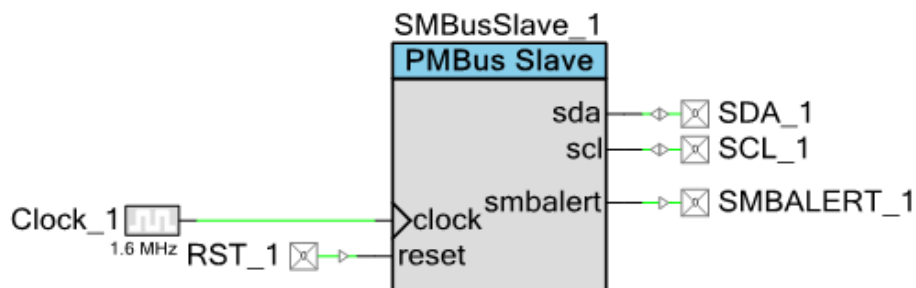 SMBusSlave_1
PMBus Slave
sda
SDA_1
scl
SCL_1
smbalert
SMBALERT_1
Clock_1
1.6 MHz
clock
RST_1
reset